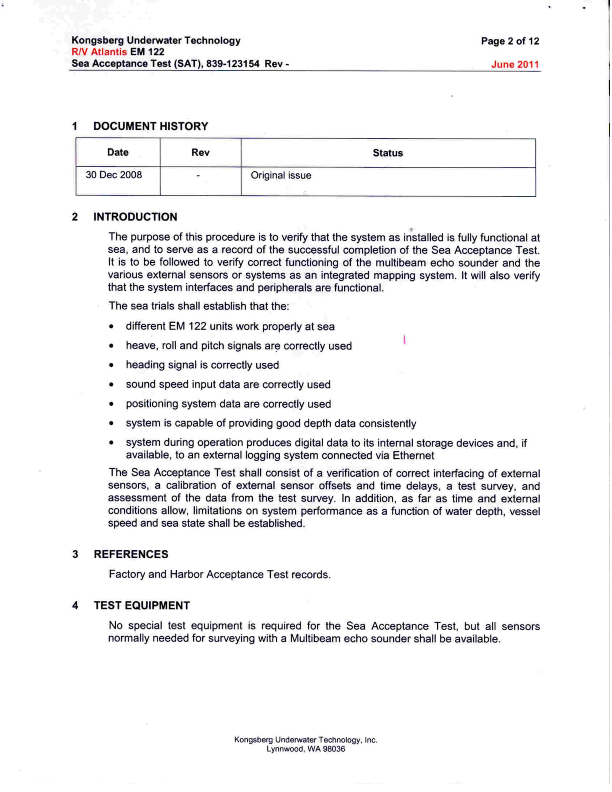 Kongsberg Underwater Technology Page 2 of 12
R/V Atlantis EM 122
Sea Acceptance Test (SAT), 839-123154 Rev - June 2011
1 DOCUMENT HISTORY
Date Rev Status
30 Dec 2008 - Original issue
2 INTRODUCTION
The purpose of this procedure is to verify that the system as installed is fully functional at
sea, and to serve as a record of the successful completion of the Sea Acceptance Test.
It is to be followed to verify correct functioning of the multibeam echo sounder and the
various external sensors or systems as an integrated mapping system. It will also verify
that the system interfaces and peripherals are functional.
The sea trials shall establish that the:
• different EM 122 units work properly at sea
• heave, roll and pitch signals are correctly used
• heading signal is correctly used
• sound speed input data are correctly used
• positioning system data are correctly used
• system is capable of providing good depth data consistently
• system during operation produces digital data to its internal storage devices and, if
available, to an external logging system connected via Ethernet
The Sea Acceptance Test shall consist of a verification of correct interfacing of external
sensors, a calibration of external sensor offsets and time delays, a test survey, and
assessment of the data from the test survey. In addition, as far as time and external
conditions allow, limitations on system performance as a function of water depth, vessel
speed and sea state shall be established.
3 REFERENCES
Factory and Harbor Acceptance Test records.
4 TEST EQUIPMENT
No special test equipment is required for the Sea Acceptance Test, but all sensors
normally needed for surveying with a Multibeam echo sounder shall be available.
Kongsberg Underwater Technology, Inc.
Lynnwood, WA 98036